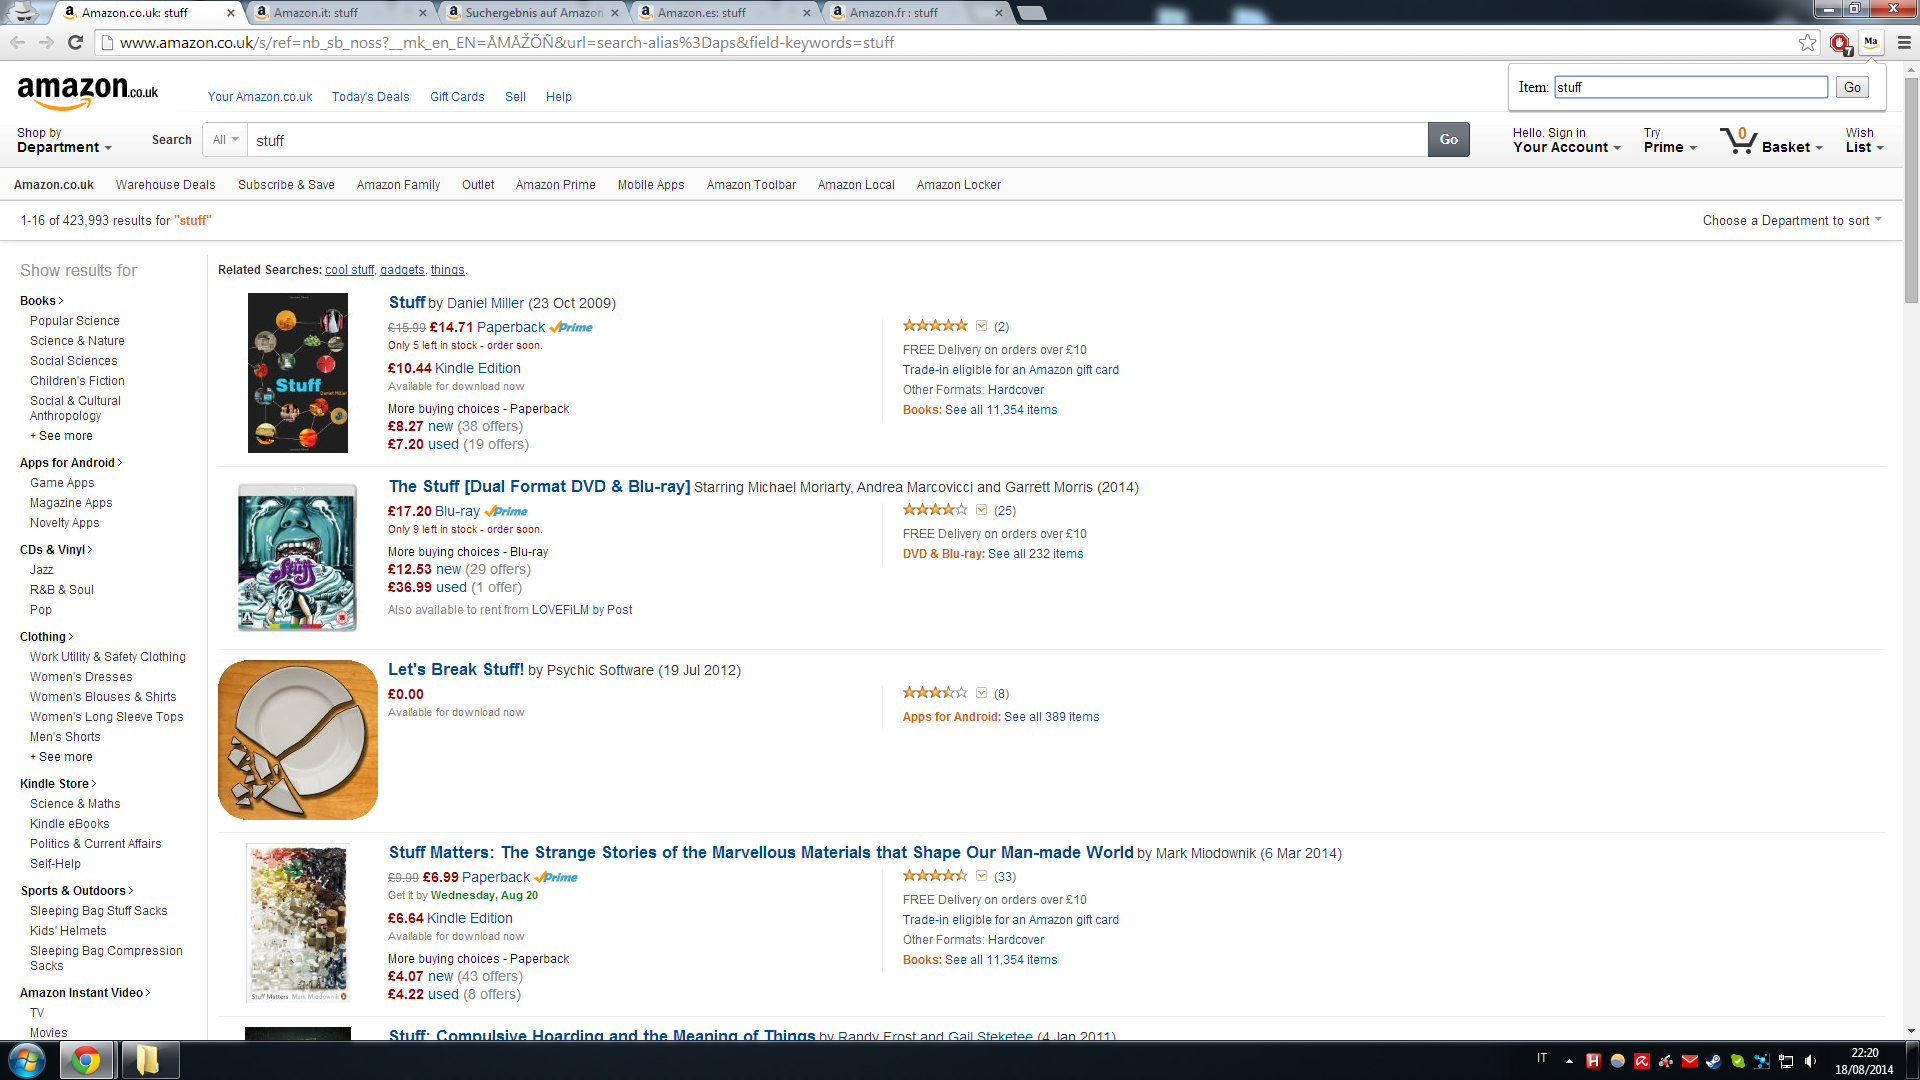 Amazon.co.uk: stuff
Amazon.it: stuff
Suchergebnis auf Amazon
Amazon.es: stuff
Amazon.fr : stuff
www.amazon.co.uk/s/ref=nb_sb_noss?__mk_en_EN=ÅMÅŽÕÑ&url=search-alias%3Daps&field-keywords=stuff
7
Ma
amazon.co.uk
Your Amazon.co.uk Today's Deals Gift Cards Sell Help
Item: stuff Go
Shop by
Department
Search All stuff Go
Hello. Sign in
Your Account
Try
Prime
0 Basket
Wish
List
Amazon.co.uk Warehouse Deals Subscribe & Save Amazon Family Outlet Amazon Prime Mobile Apps Amazon Toolbar Amazon Local Amazon Locker
1-16 of 423,993 results for "stuff"
Choose a Department to sort
Show results for
Books
Popular Science
Science & Nature
Social Sciences
Children's Fiction
Social & Cultural
Anthropology
+ See more
Apps for Android
Game Apps
Magazine Apps
Novelty Apps
CDs & Vinyl
Jazz
R&B & Soul
Pop
Clothing
Work Utility & Safety Clothing
Women's Dresses
Women's Blouses & Shirts
Women's Long Sleeve Tops
Men's Shorts
+ See more
Kindle Store
Science & Maths
Kindle eBooks
Politics & Current Affairs
Self-Help
Sports & Outdoors
Sleeping Bag Stuff Sacks
Kids' Helmets
Sleeping Bag Compression
Sacks
Amazon Instant Video
TV
Movies
Related Searches: cool stuff, gadgets, things.
Stuff
Daniel Miller
Stuff by Daniel Miller (23 Oct 2009)
£15.99 £14.71 Paperback Prime
Only 5 left in stock - order soon.
£10.44 Kindle Edition
Available for download now
More buying choices - Paperback
£8.27 new (38 offers)
£7.20 used (19 offers)
(2)
FREE Delivery on orders over £10
Trade-in eligible for an Amazon gift card
Other Formats: Hardcover
Books: See all 11,354 items
Stuff
The Stuff [Dual Format DVD & Blu-ray] Starring Michael Moriarty, Andrea Marcovicci and Garrett Morris (2014)
£17.20 Blu-ray Prime
Only 9 left in stock - order soon.
More buying choices - Blu-ray
£12.53 new (29 offers)
£36.99 used (1 offer)
Also available to rent from LOVEFiLM by Post
(25)
FREE Delivery on orders over £10
DVD & Blu-ray: See all 232 items
Let's Break Stuff! by Psychic Software (19 Jul 2012)
£0.00
Available for download now
(8)
Apps for Android: See all 389 items
Stuff Matters Mark Miodownik
Stuff Matters: The Strange Stories of the Marvellous Materials that Shape Our Man-made World by Mark Miodownik (6 Mar 2014)
£9.99 £6.99 Paperback Prime
Get it by Wednesday, Aug 20
£6.64 Kindle Edition
Available for download now
More buying choices - Paperback
£4.07 new (43 offers)
£4.22 used (8 offers)
(33)
FREE Delivery on orders over £10
Trade-in eligible for an Amazon gift card
Other Formats: Hardcover
Books: See all 11,354 items
Stuff: Compulsive Hoarding and the Meaning of Things by Randy Frost and Gail Steketee (4 Jan 2011)
IT
H
22:20
18/08/2014